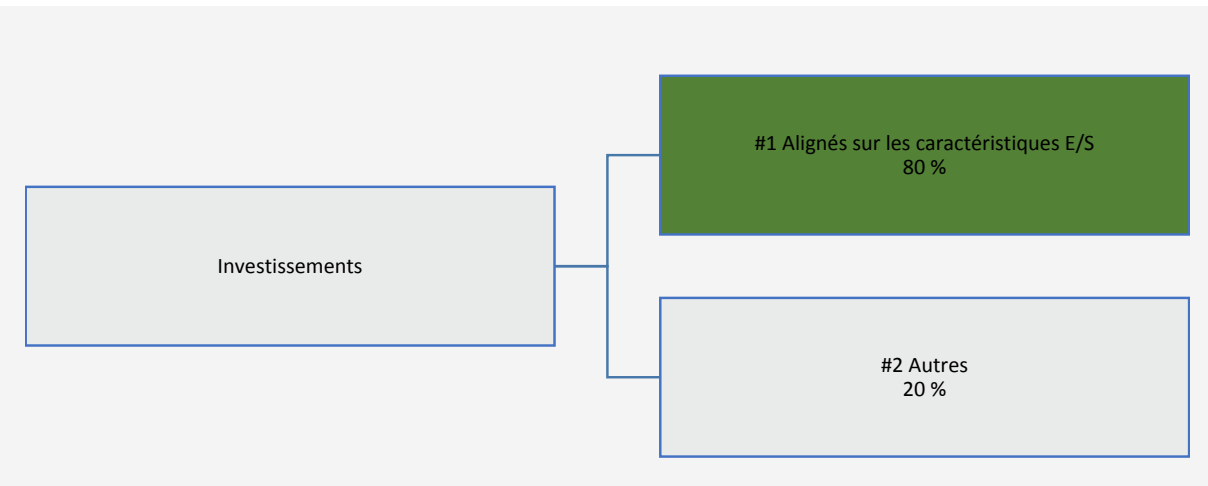 #1 Alignés sur les caractéristiques E/S
80 %
Investissements
#2 Autres
20 %